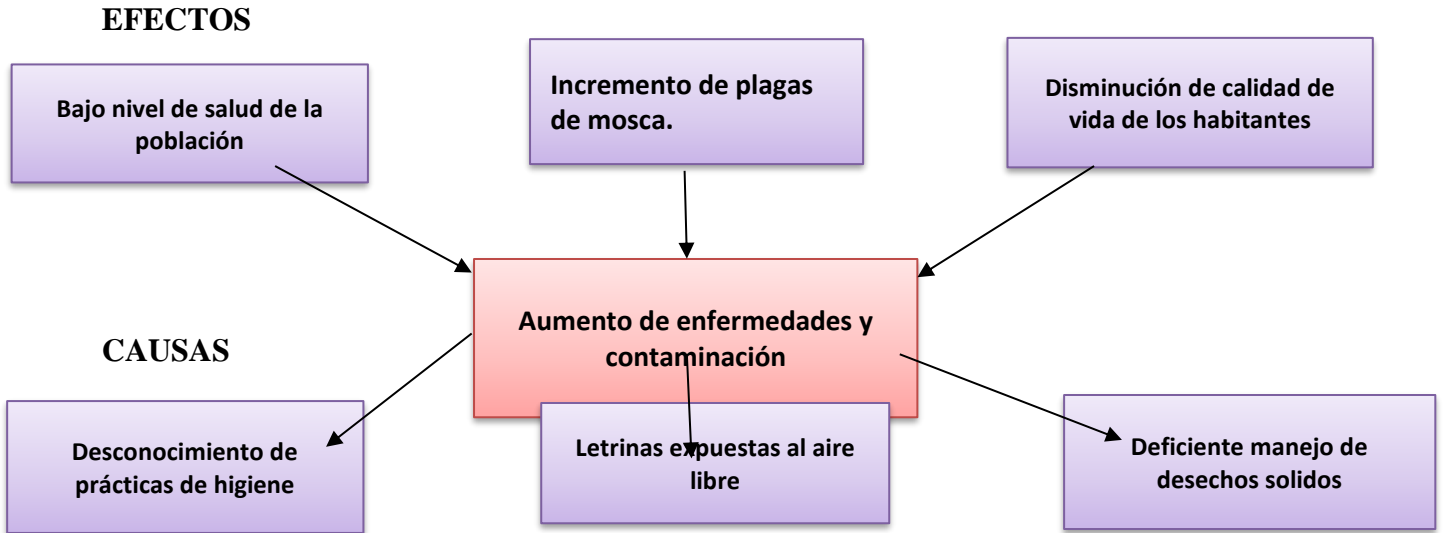 EFECTOS
Bajo nivel de salud de la
población
Incremento de plagas
de mosca.
Disminución de calidad de
vida de los habitantes
Aumento de enfermedades y
contaminación
CAUSAS
Desconocimiento de
prácticas de higiene
Letrinas expuestas al aire
libre
Deficiente manejo de
desechos solidos